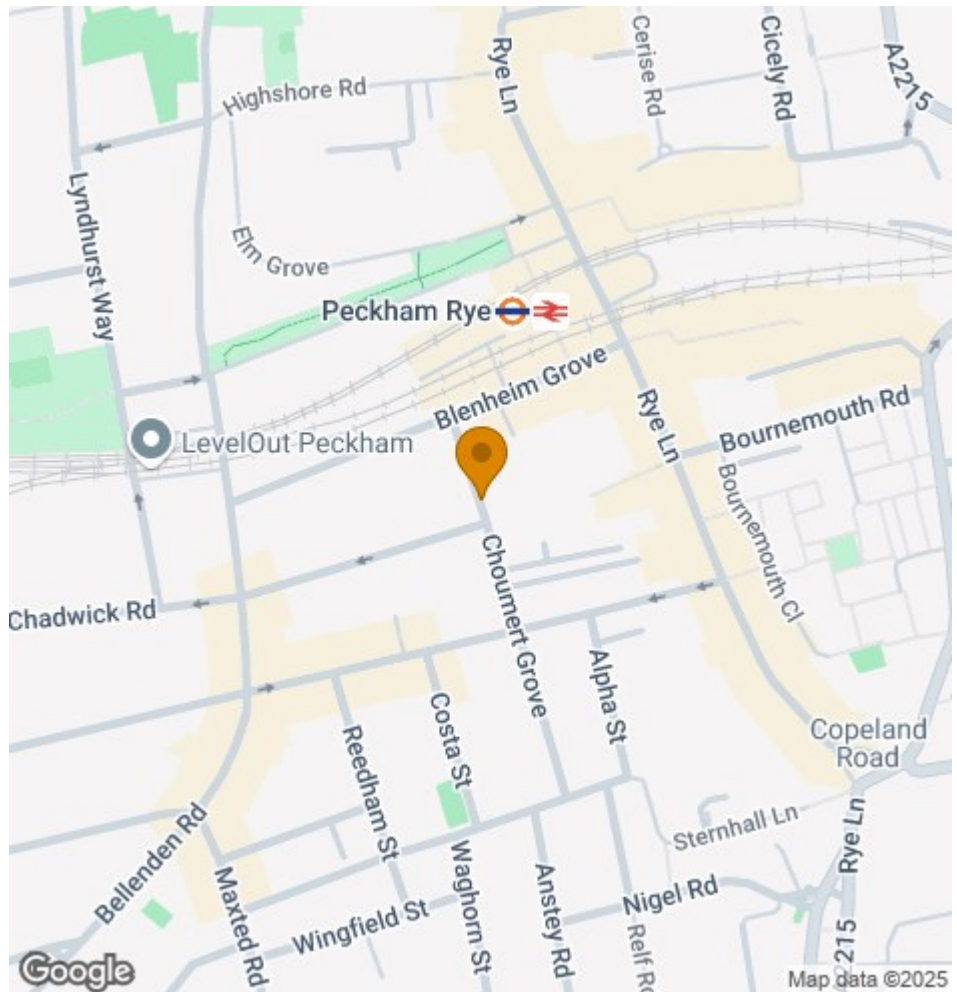 Rye Ln
Cerise Rd
Cicely Rd
A2215
Highshore Rd
Lyndhurst Way
Elm Grove
Peckham Rye
Blenheim Grove
Rye Ln
Bournemouth Rd
LevelOut Peckham
Bournemouth Cl
Choumert Grove
Chadwick Rd
Alpha St
Costa St
Reedham St
Copeland
Road
Sternhall Ln
Rye Ln
Bellenden Rd
Maxted Rd
Waghorn St
Anstey Rd
Nigel Rd
Wingfield St
Relf
2215
Google
Map data ©2025